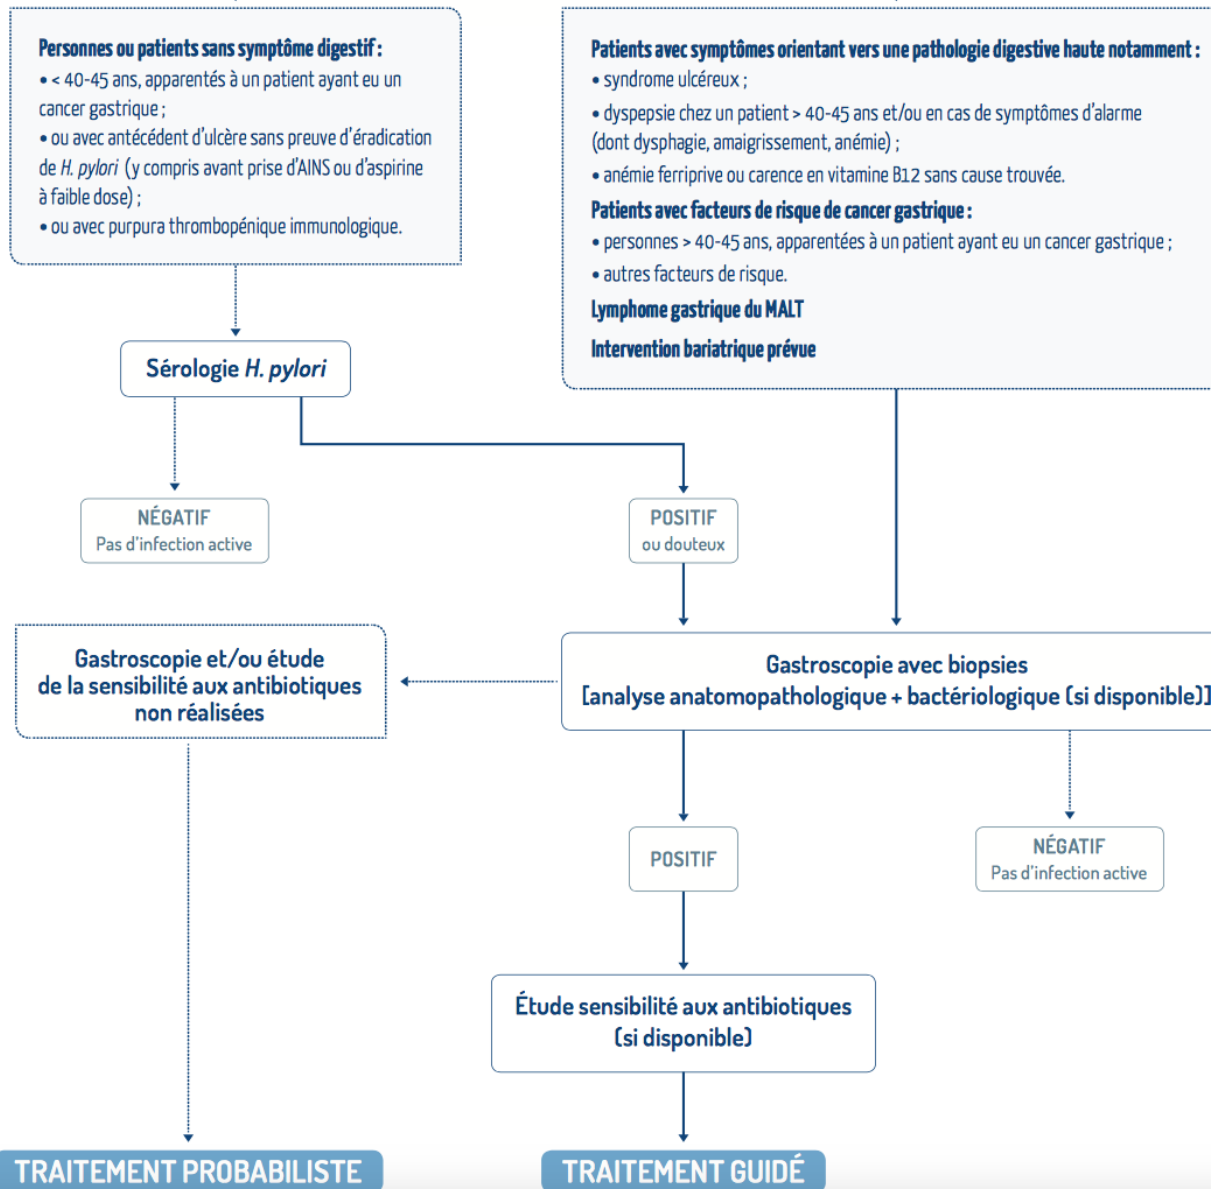 Personnes ou patients sans symptôme digestif :
• < 40-45 ans, apparentés à un patient ayant eu un
cancer gastrique ;
• ou avec antécédent d'ulcère sans preuve d'éradication
de H. pylori (y compris avant prise d'AINS ou d'aspirine
à faible dose) ;
• ou avec purpura thrombopénique immunologique.
Patients avec symptômes orientant vers une pathologie digestive haute notamment :
• syndrome ulcéreux ;
• dyspepsie chez un patient > 40-45 ans et/ou en cas de symptômes d'alarme
(dont dysphagie, amaigrissement, anémie) ;
• anémie ferriprive ou carence en vitamine B12 sans cause trouvée.
Patients avec facteurs de risque de cancer gastrique :
• personnes > 40-45 ans, apparentées à un patient ayant eu un cancer gastrique ;
• autres facteurs de risque.
Lymphome gastrique du MALT
Intervention bariatrique prévue
Sérologie H. pylori
NÉGATIF
Pas d'infection active
POSITIF
ou douteux
Gastroscopie et/ou étude
de la sensibilité aux antibiotiques
non réalisées
Gastroscopie avec biopsies
[analyse anatomopathologique + bactériologique (si disponible)]
POSITIF
NÉGATIF
Pas d'infection active
Étude sensibilité aux antibiotiques
(si disponible)
TRAITEMENT PROBABILISTE
TRAITEMENT GUIDÉ